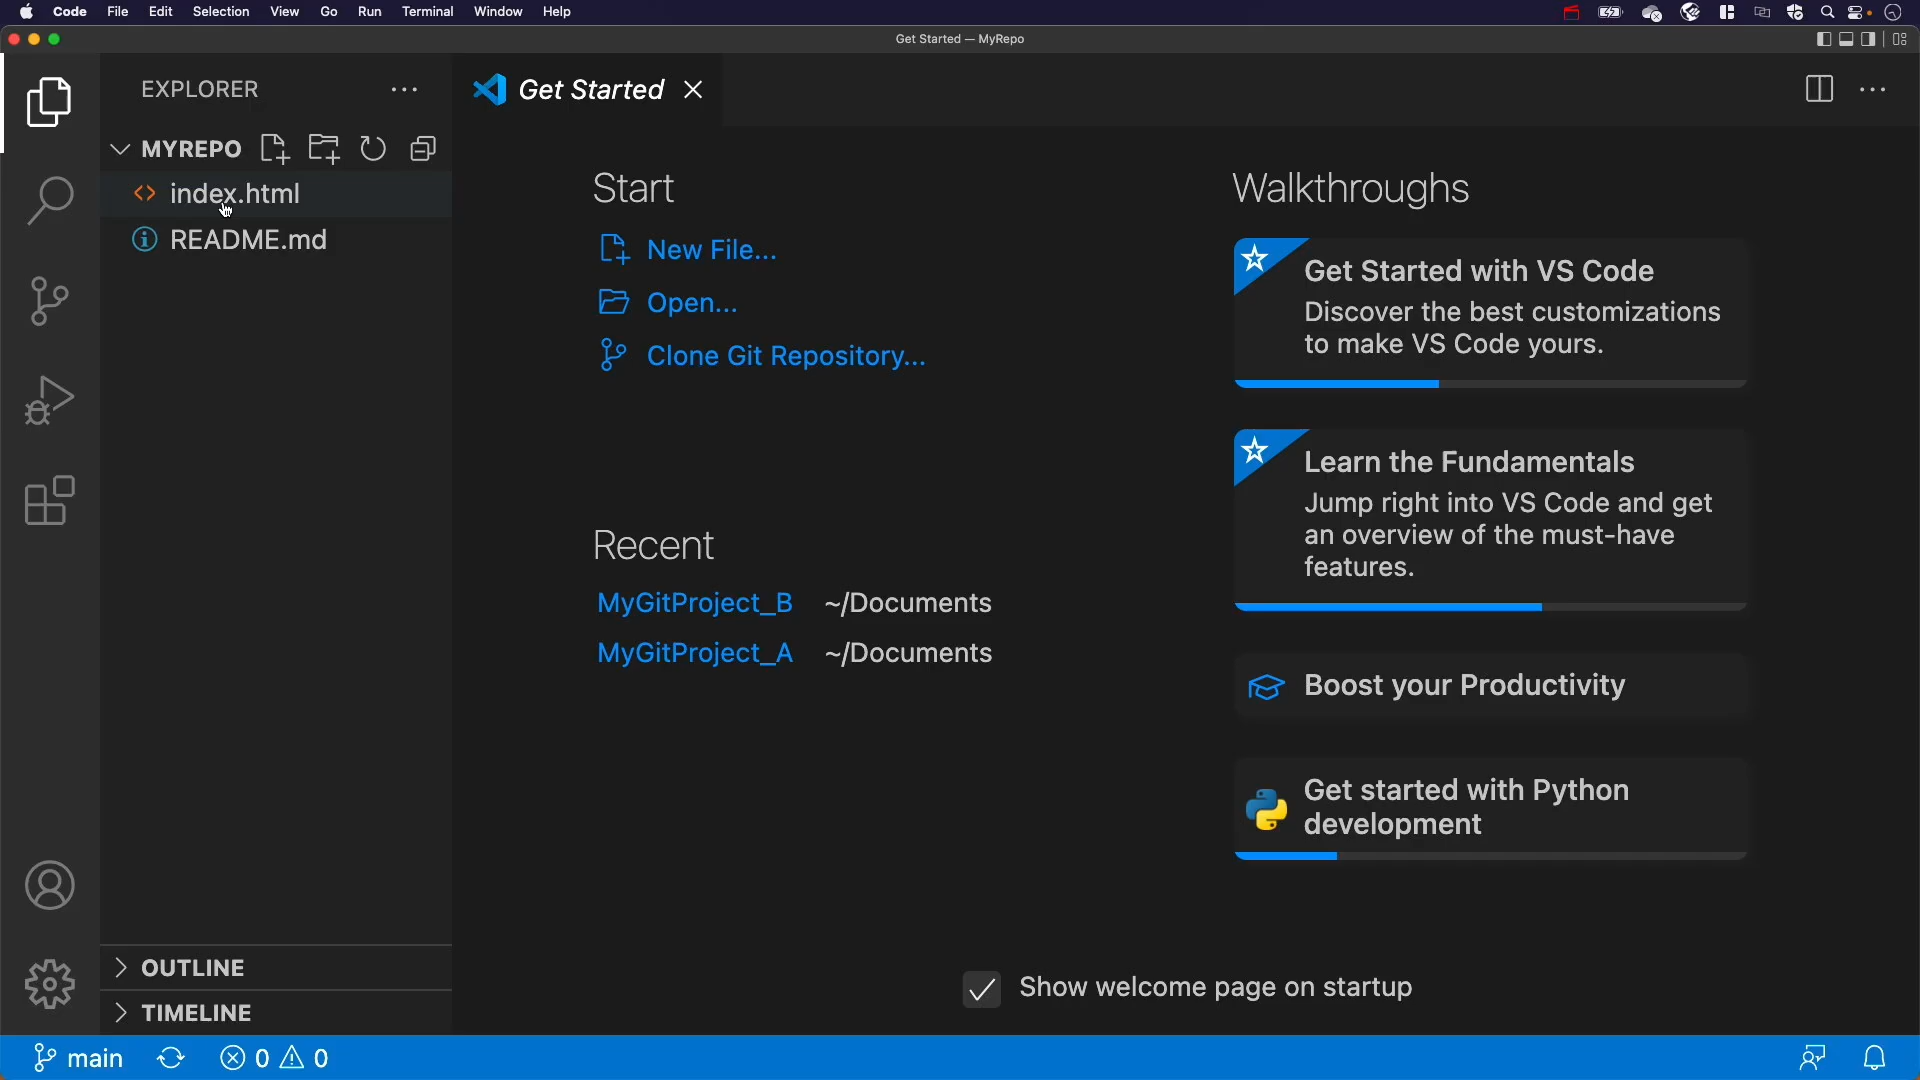 Code File Edit Selection View Go Run Terminal Window Help
Get Started — MyRepo
EXPLORER
Get Started
MYREPO
index.html
README.md
Start
New File...
Open...
Clone Git Repository...
Recent
MyGitProject_B ~/Documents
MyGitProject_A ~/Documents
Walkthroughs
Get Started with VS Code
Discover the best customizations
to make VS Code yours.
Learn the Fundamentals
Jump right into VS Code and get
an overview of the must-have
features.
Boost your Productivity
Get started with Python
development
Show welcome page on startup
OUTLINE
TIMELINE
main 0 0